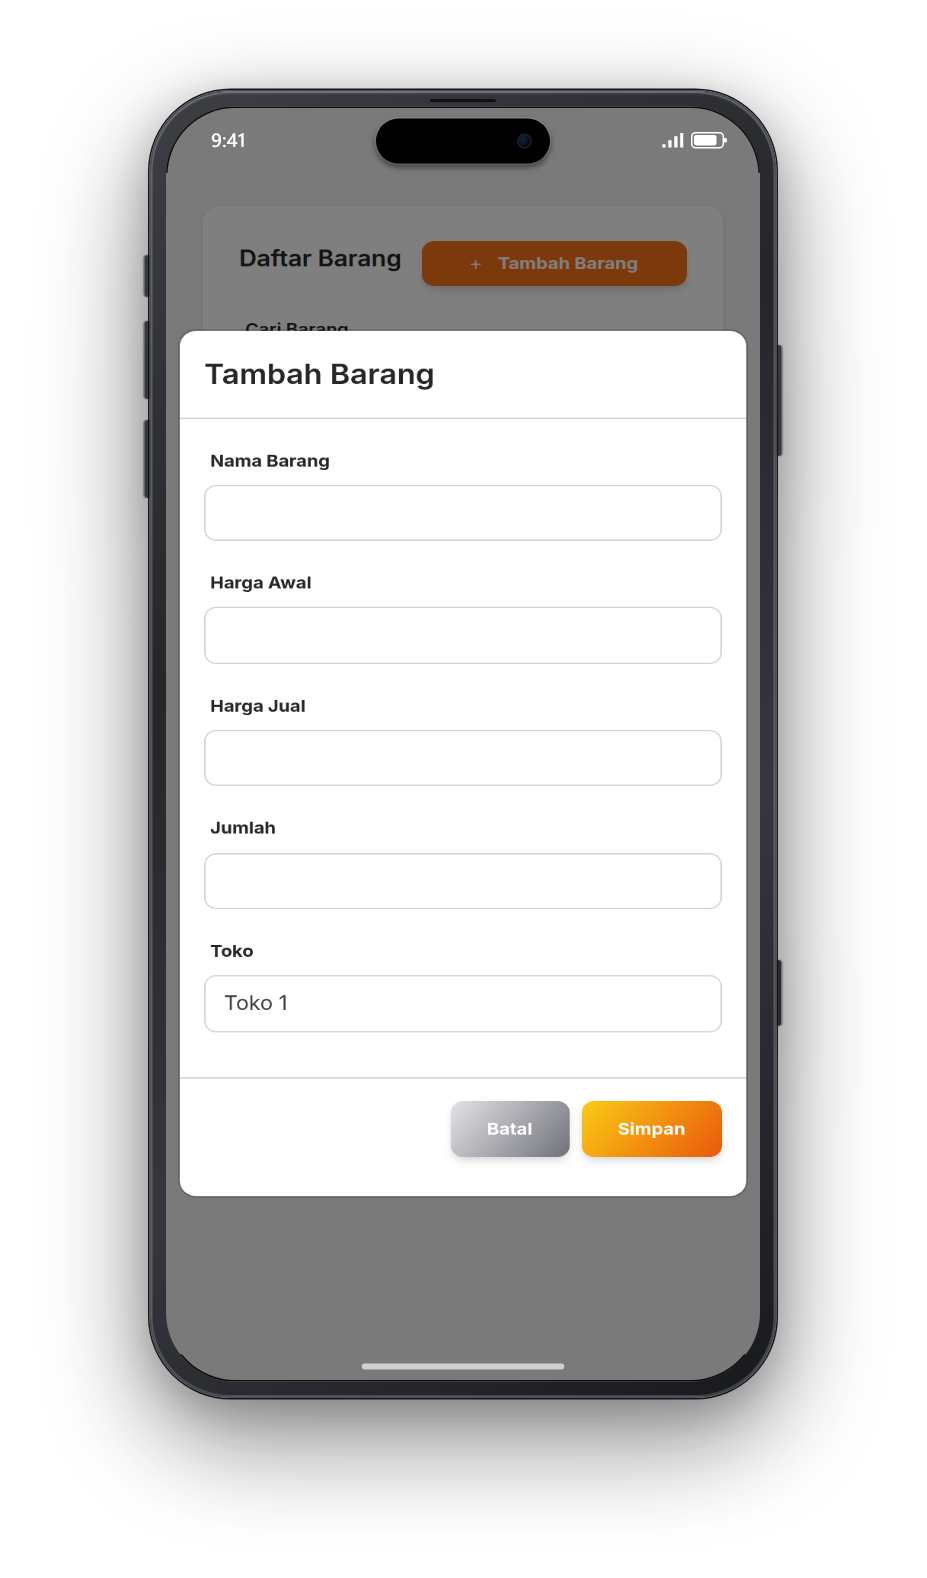 9:41
Daftar Barang
+ Tambah Barang
Cari Barang
Tambah Barang
Nama Barang
Harga Awal
Harga Jual
Jumlah
Toko
Toko 1
Batal
Simpan